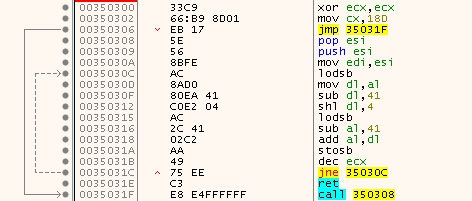 00350300 33C9 xor ecx,ecx
00350302 66:B9 8D01 mov cx,18D
00350306 EB 17 jmp 35031F
00350308 5E pop esi
00350309 56 push esi
0035030A 8BFE mov edi,esi
0035030C AC lodsb
0035030D 8AD0 mov dl,al
0035030F 80EA 41 sub dl,41
00350312 C0E2 04 shl dl,4
00350315 AC lodsb
00350316 2C 41 sub al,41
00350318 02C2 add al,dl
0035031A AA stosb
0035031B 49 dec ecx
0035031C 75 EE jne 35030C
0035031E C3 ret
0035031F E8 E4FFFFFF call 350308